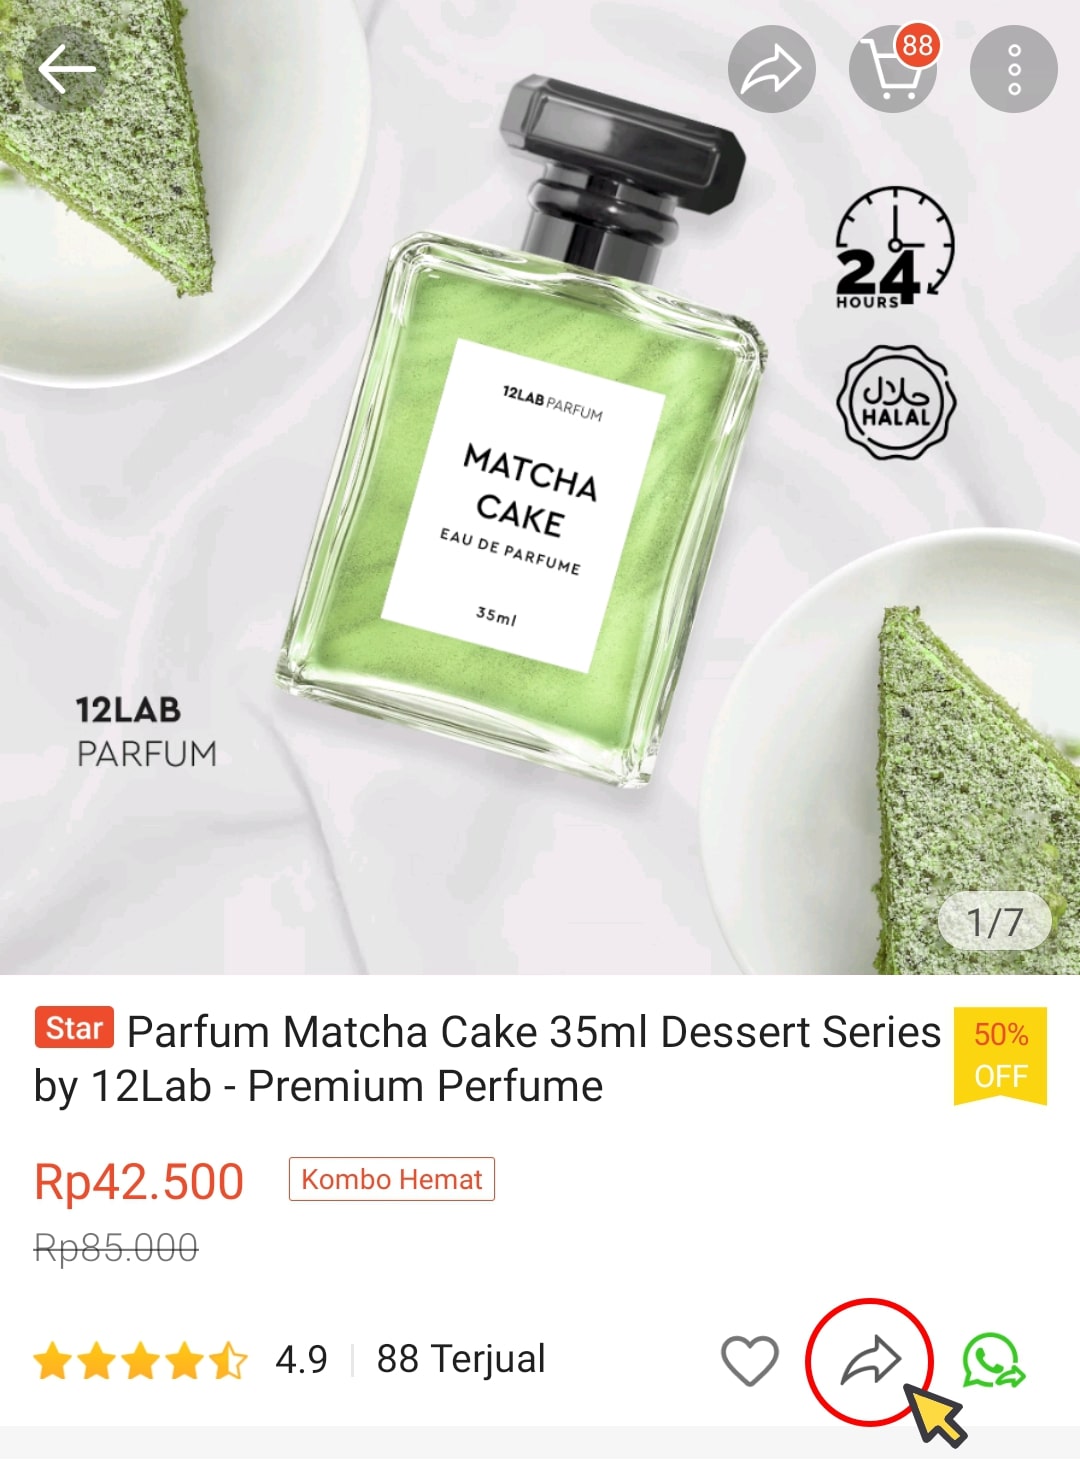 88
24
HOURS
حلال
HALAL
12LAB PARFUM
MATCHA
CAKE
EAU DE PARFUME
35ml
12LAB
PARFUM
1/7
Star Parfum Matcha Cake 35ml Dessert Series
by 12Lab - Premium Perfume
50%
OFF
Rp42.500 Kombo Hemat
Rp85.000
4.9 88 Terjual